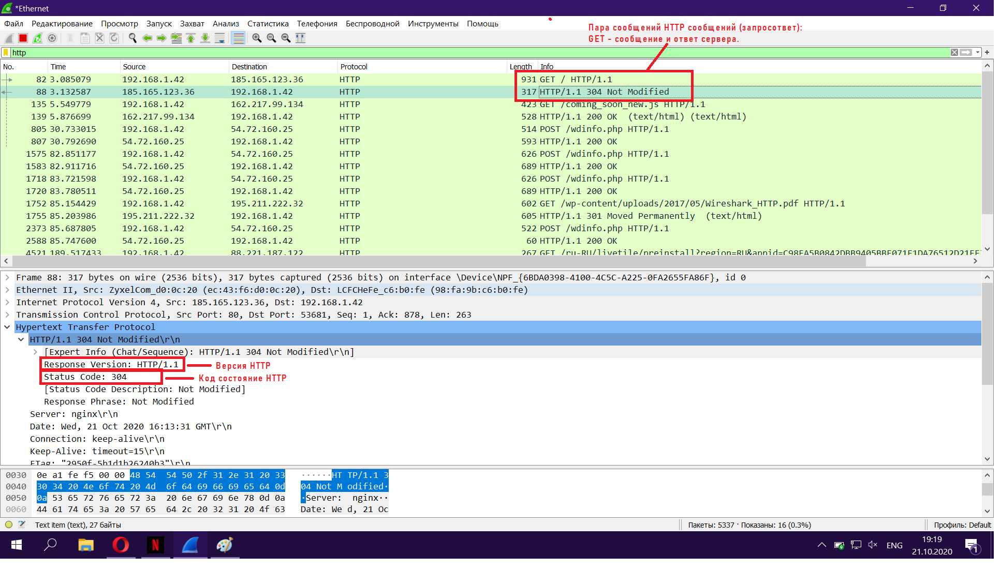 *Ethernet
Файл Редактирование Просмотр Запуск Захват Анализ Статистика Телефония Беспроводной Инструменты Помощь
Пара сообщений HTTP сообщений (запросответ):
GET - сообщение и ответ сервера.
http
No. Time Source Destination Protocol Length Info
82 3.085079 192.168.1.42 185.165.123.36 HTTP 931 GET / HTTP/1.1
88 3.132587 185.165.123.36 192.168.1.42 HTTP 317 HTTP/1.1 304 Not Modified
135 5.549779 192.168.1.42 162.217.99.134 HTTP 423 GET /coming_soon_new.js HTTP/1.1
139 5.876699 162.217.99.134 192.168.1.42 HTTP 528 HTTP/1.1 200 OK (text/html) (text/html)
805 30.733015 192.168.1.42 54.72.160.25 HTTP 514 POST /wdinfo.php HTTP/1.1
807 30.792690 54.72.160.25 192.168.1.42 HTTP 593 HTTP/1.1 200 OK
1575 82.851177 192.168.1.42 54.72.160.25 HTTP 626 POST /wdinfo.php HTTP/1.1
1583 82.911716 54.72.160.25 192.168.1.42 HTTP 689 HTTP/1.1 200 OK
1718 83.721598 192.168.1.42 54.72.160.25 HTTP 626 POST /wdinfo.php HTTP/1.1
1720 83.780511 54.72.160.25 192.168.1.42 HTTP 689 HTTP/1.1 200 OK
1752 85.154429 192.168.1.42 195.211.222.32 HTTP 602 GET /wp-content/uploads/2017/05/Wireshark_HTTP.pdf HTTP/1.1
1755 85.203986 195.211.222.32 192.168.1.42 HTTP 605 HTTP/1.1 301 Moved Permanently (text/html)
2373 85.687805 192.168.1.42 54.72.160.25 HTTP 522 POST /wdinfo.php HTTP/1.1
2588 85.747600 54.72.160.25 192.168.1.42 HTTP 60 HTTP/1.1 200 OK
4521 189.517433 192.168.1.42 88.221.187.122 HTTP 267 GET
Frame 88: 317 bytes on wire (2536 bits), 317 bytes captured (2536 bits) on interface \Device\NPF_{6BDA0398-4100-4C5C-A225-0FA2655FA86F}, id 0
Ethernet II, Src: ZyxelCom_d0:0c:20 (ec:43:f6:d0:0c:20), Dst: LCFCHeFe_c6:b0:fe (98:fa:9b:c6:b0:fe)
Internet Protocol Version 4, Src: 185.165.123.36, Dst: 192.168.1.42
Transmission Control Protocol, Src Port: 80, Dst Port: 53681, Seq: 1, Ack: 878, Len: 263
Hypertext Transfer Protocol
HTTP/1.1 304 Not Modified\r\n
[Expert Info (Chat/Sequence): HTTP/1.1 304 Not Modified\r\n]
Response Version: HTTP/1.1 Версия HTTP
Status Code: 304 Код состояние HTTP
[Status Code Description: Not Modified]
Response Phrase: Not Modified
Server: nginx\r\n
Date: Wed, 21 Oct 2020 16:13:31 GMT\r\n
Connection: keep-alive\r\n
Keep-Alive: timeout=15\r\n
ETag: "2950f-5b1d1b26240b3"\r\n
0030 0e a1 fe f5 00 00 48 54 54 50 2f 31 2e 31 20 33 ······HT TP/1.1 3
0040 30 34 20 4e 6f 74 20 4d 6f 64 69 66 69 65 64 0d 04 Not M odified·
0050 0a 53 65 72 76 65 72 3a 20 6e 67 69 6e 78 0d 0a ·Server: nginx··
0060 44 61 74 65 3a 20 57 65 64 2c 20 32 31 20 4f 63 Date: We d, 21 Oc
Text item (text), 27 байты Пакеты: 5337 · Показаны: 16 (0.3%) Профиль: Default
N
ENG
19:19
21.10.2020
1